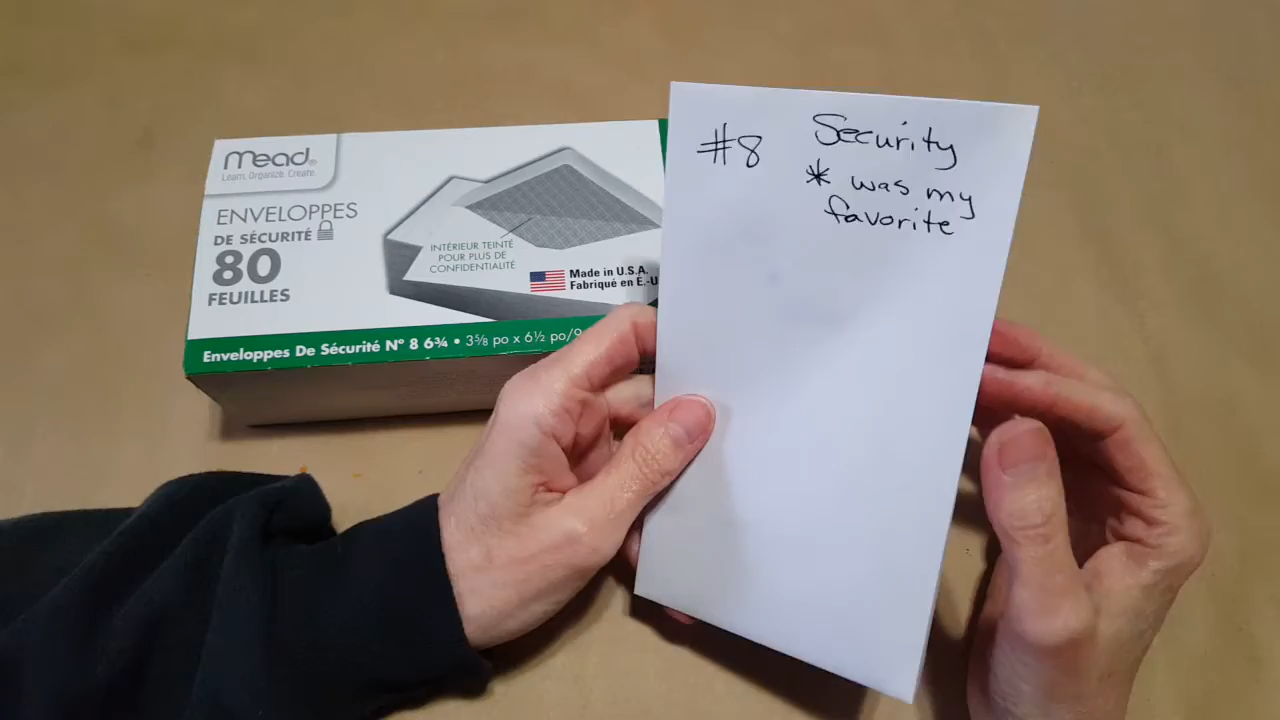 Mead
Learn. Organize. Create.
ENVELOPPES
DE SÉCURITÉ
80
FEUILLES
INTÉRIEUR TEINTÉ
POUR PLUS DE
CONFIDENTIALITÉ
Made in U.S.A.
Fabriqué en É.-U
Enveloppes De Sécurité Nº 8 6¾ • 3⅝ po x 6½ po/9
#8 Security
* was my
favorite